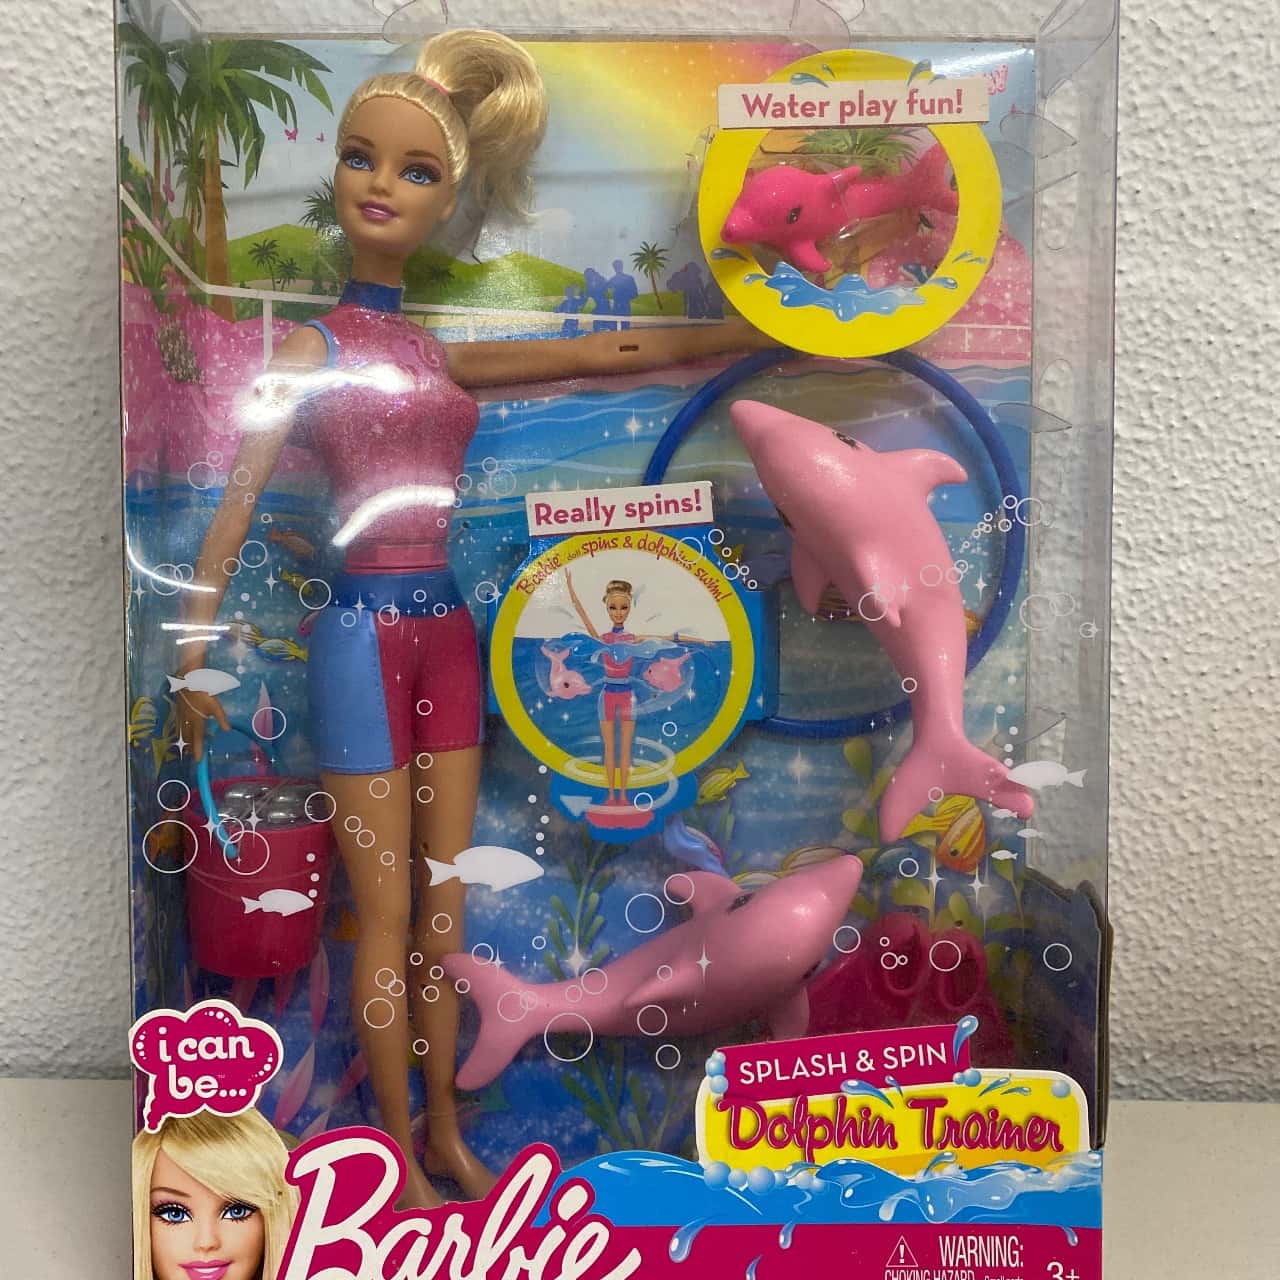 Water play fun!
Really spins!
Barbie doll spins & dolphins swim!
i can
be...™
SPLASH & SPIN
Dolphin Trainer
Barbie
WARNING:
CHOKING HAZARD
3+